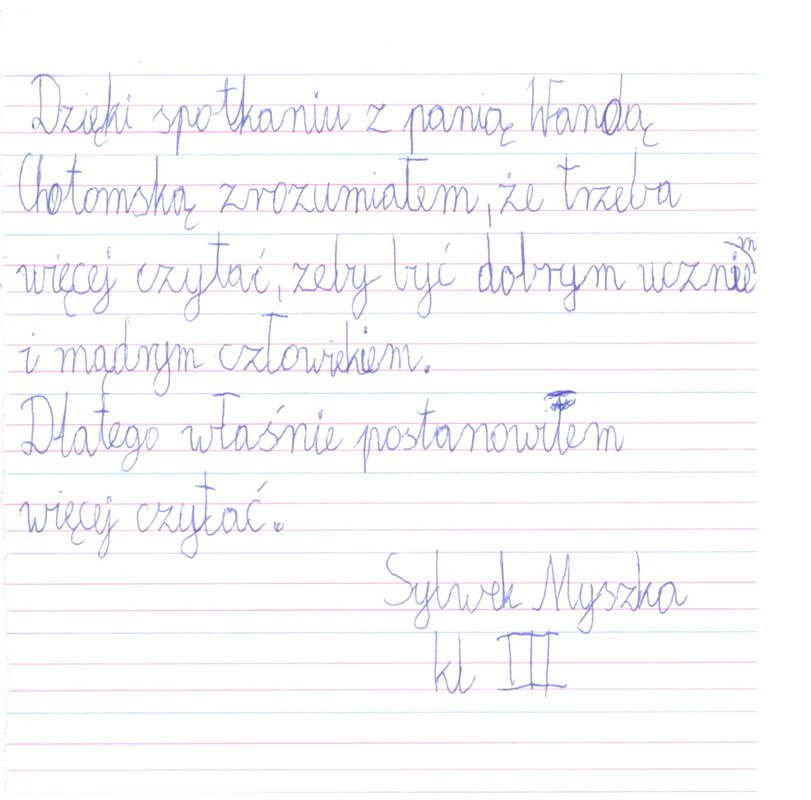 Dzięki spotkaniu z panią Wandą
Chotomską zrozumiałem, że trzeba
więcej czytać, żeby być dobrym uczniem
i mądrym człowiekiem.
Dlatego właśnie postanowiłem
więcej czytać.
Sylwek Myszka
kl III